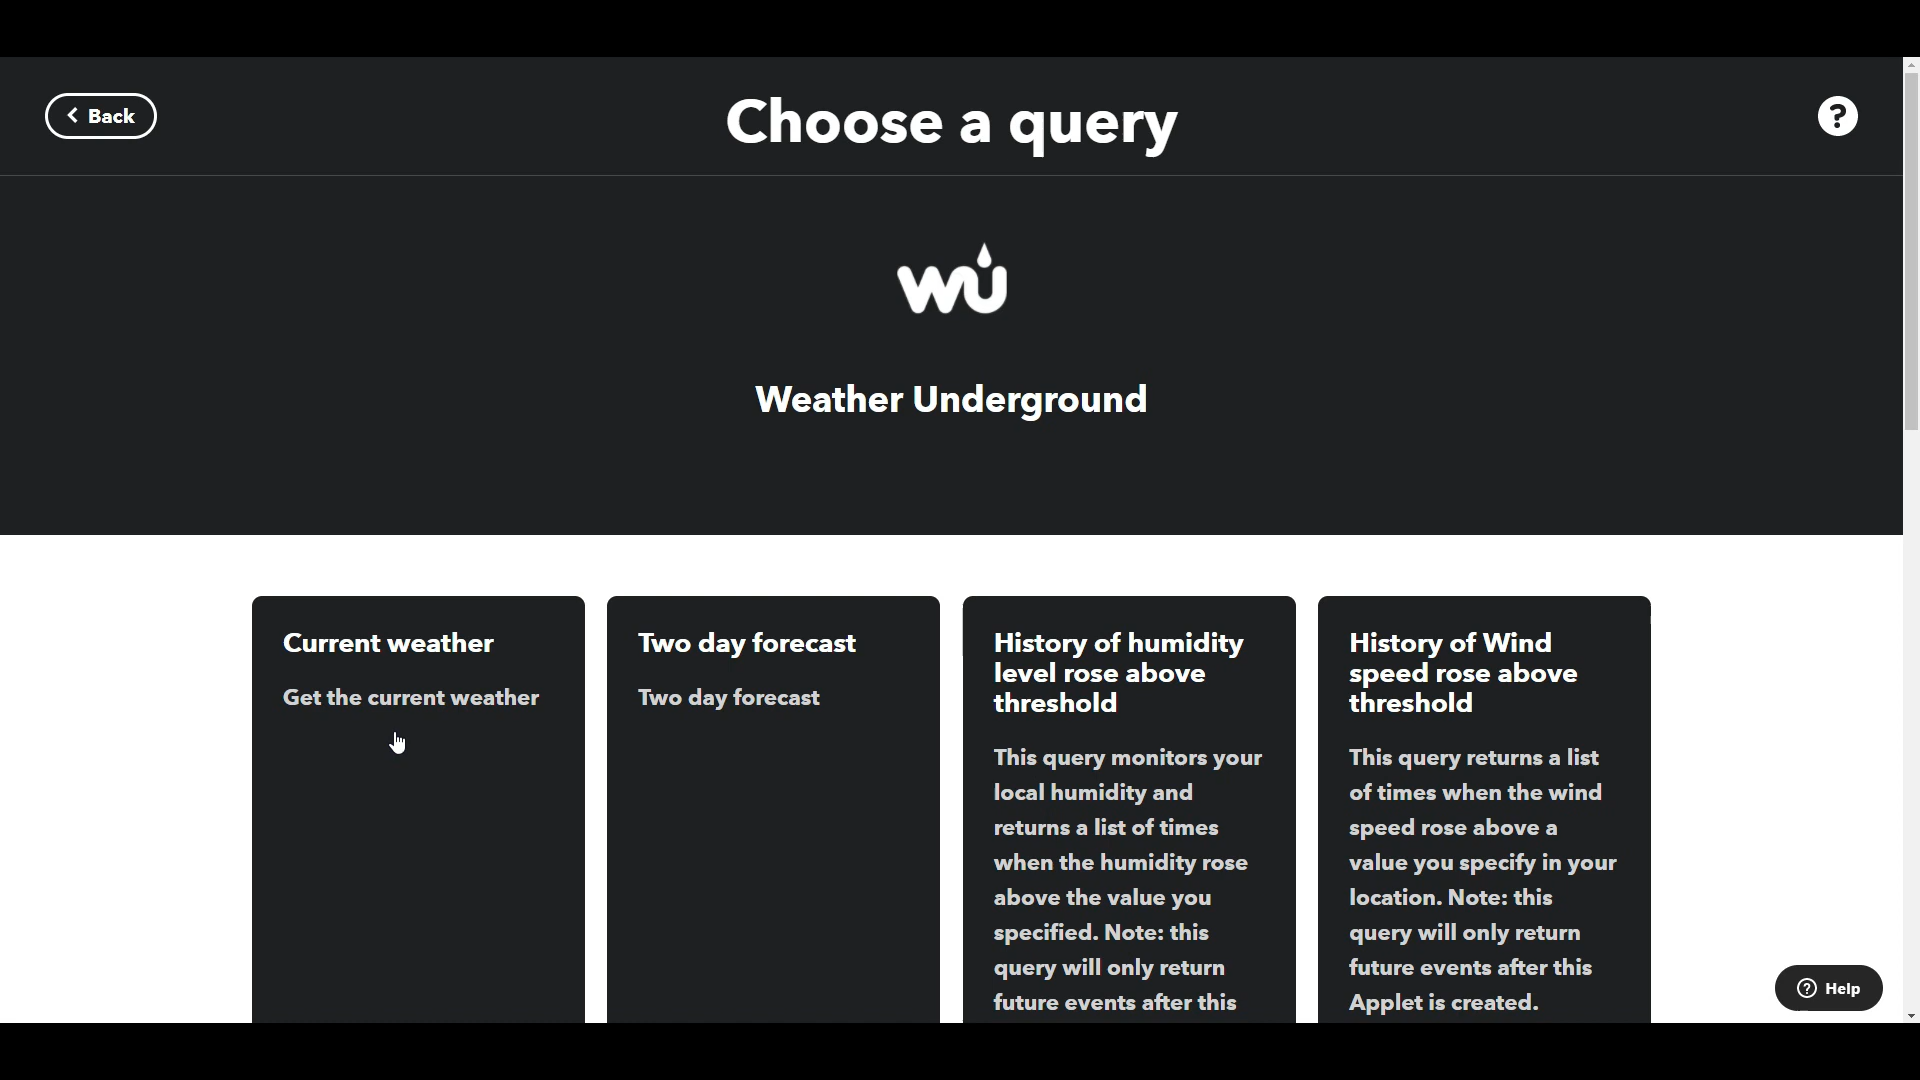 Back
Choose a query
?
wu
Weather Underground
Current weather
Get the current weather
Two day forecast
Two day forecast
History of humidity
level rose above
threshold
This query monitors your
local humidity and
returns a list of times
when the humidity rose
above the value you
specified. Note: this
query will only return
future events after this
History of Wind
speed rose above
threshold
This query returns a list
of times when the wind
speed rose above a
value you specify in your
location. Note: this
query will only return
future events after this
Applet is created.
? Help